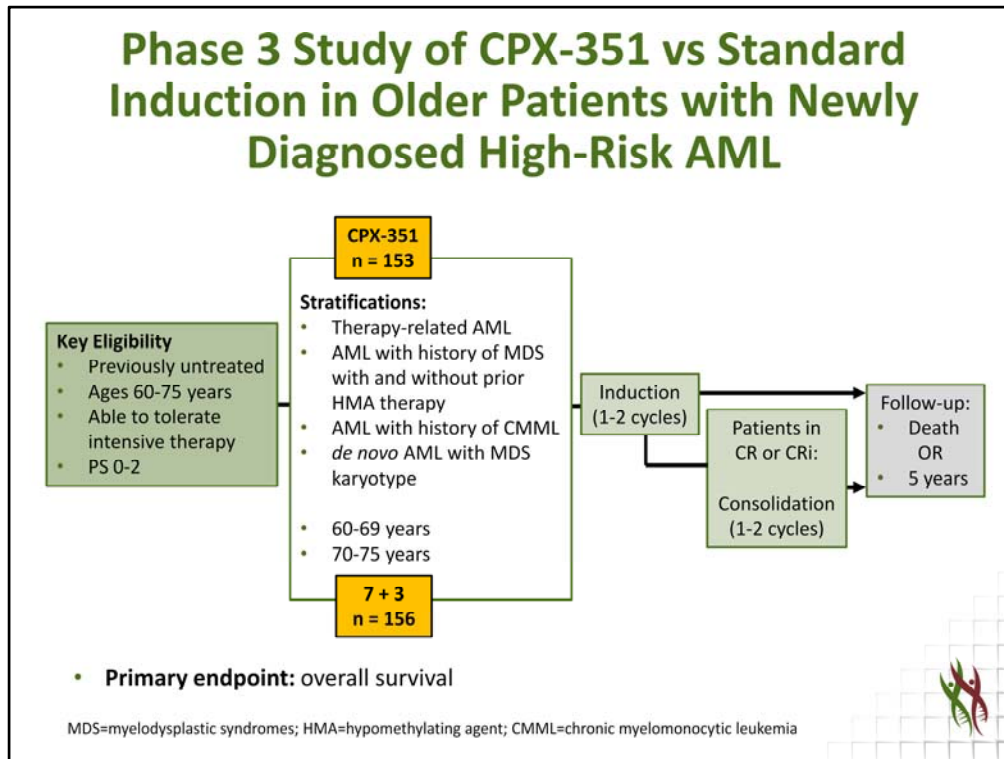 Phase 3 Study of CPX-351 vs Standard
Induction in Older Patients with Newly
Diagnosed High-Risk AML
Key Eligibility
• Previously untreated
• Ages 60-75 years
• Able to tolerate
intensive therapy
• PS 0-2
CPX-351
n = 153
Stratifications:
• Therapy-related AML
• AML with history of MDS
with and without prior
HMA therapy
• AML with history of CMML
• de novo AML with MDS
karyotype
• 60-69 years
• 70-75 years
7 + 3
n = 156
Induction
(1-2 cycles)
Patients in
CR or CRi:
Consolidation
(1-2 cycles)
Follow-up:
• Death
OR
• 5 years
• Primary endpoint: overall survival
MDS=myelodysplastic syndromes; HMA=hypomethylating agent; CMML=chronic myelomonocytic leukemia